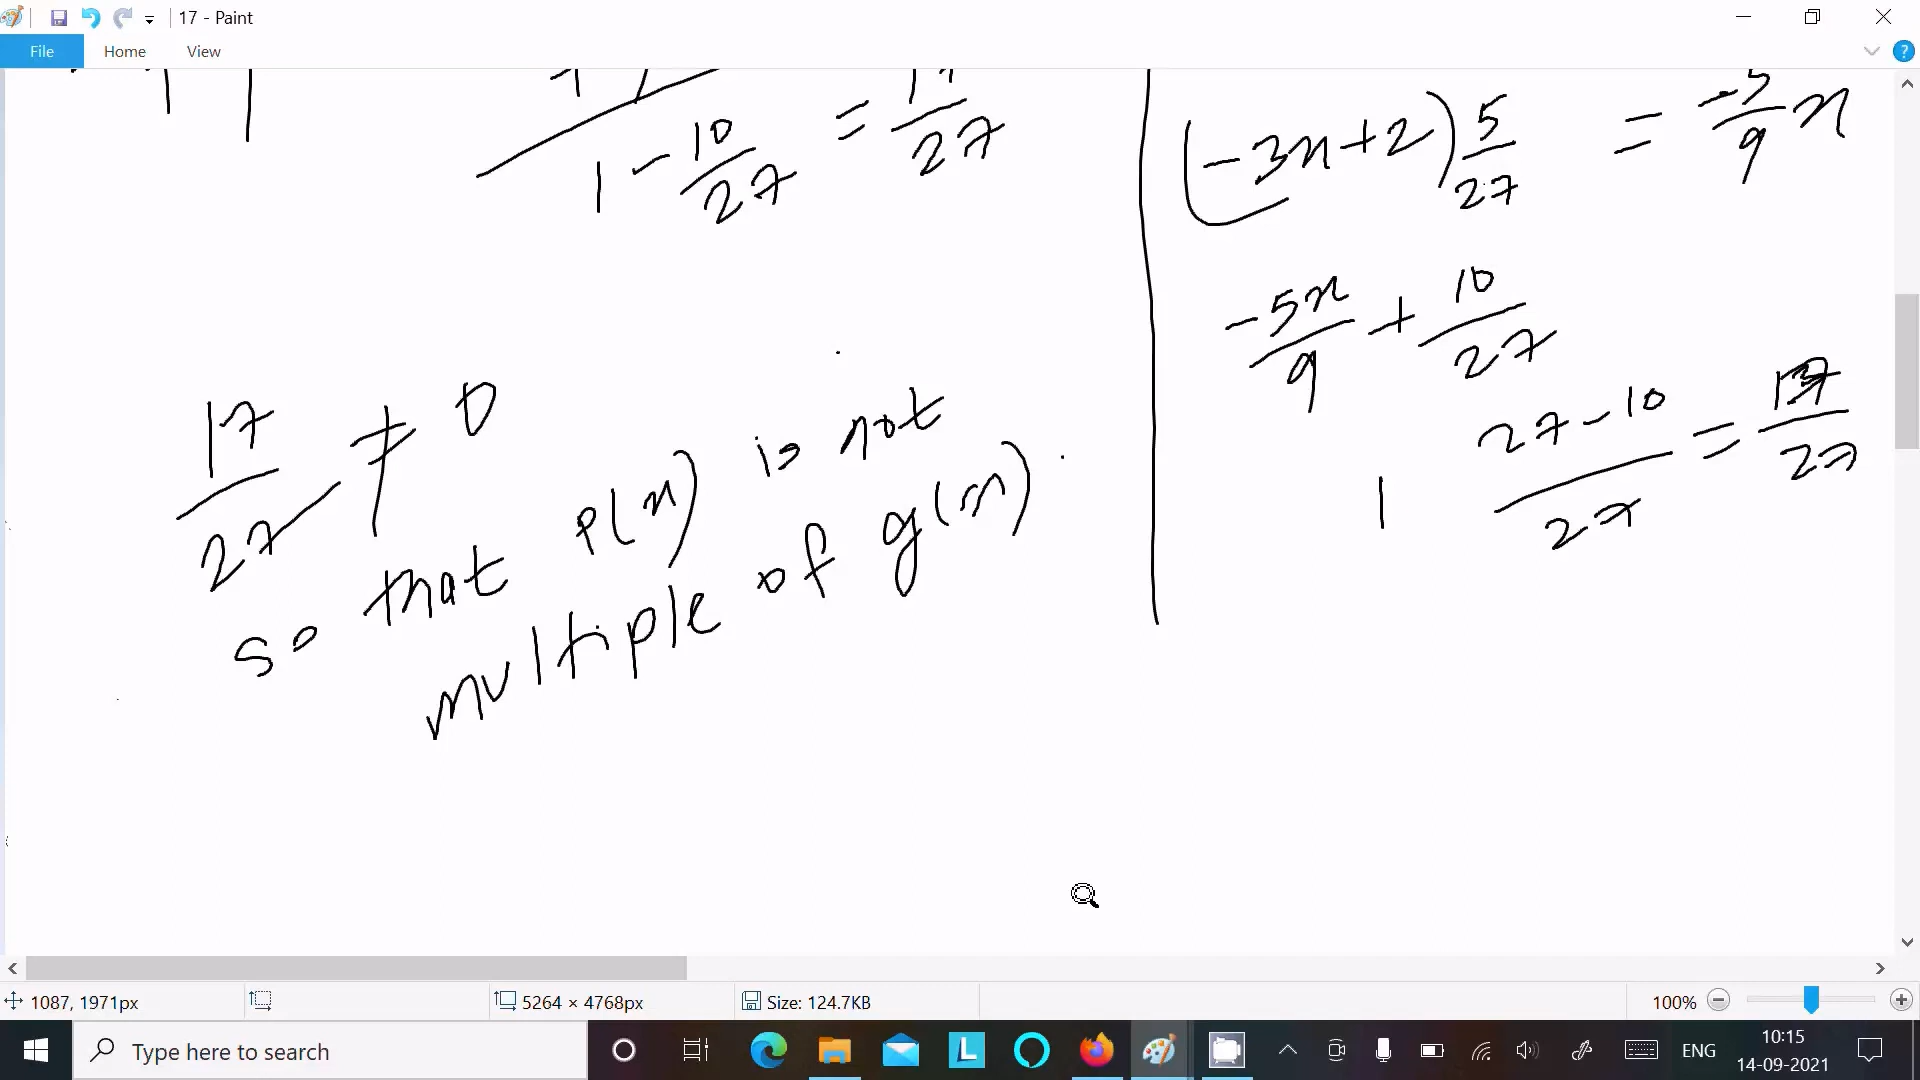 17 - Paint
File Home View
1 - 10/27 = 17/27
(-3x+2) 5/27 = -5/9 x
-5x/9 + 10/27
1 27-10/27 = 17/27
17/27 ≠ 0
so that p(x) is not
multiple of g(x).
1087, 1971px
5264 × 4768px
Size: 124.7KB
100%
Type here to search
L
ENG
10:15
14-09-2021